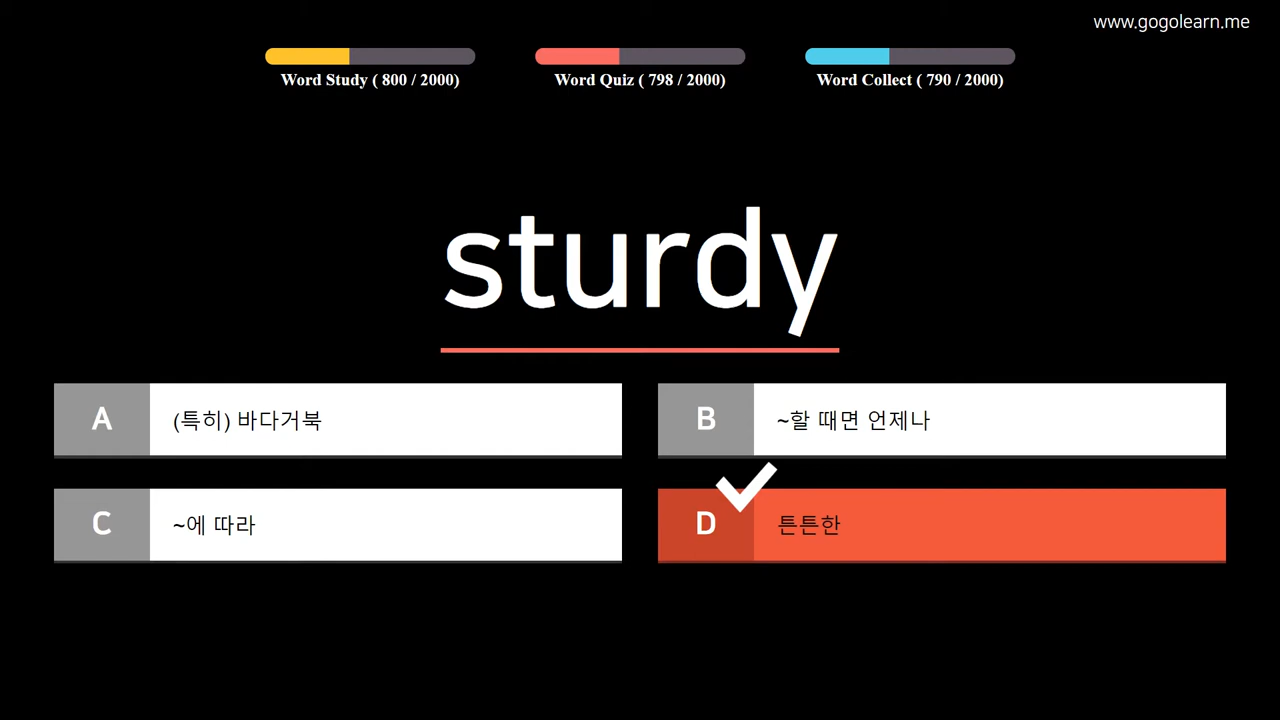 www.gogolearn.me
Word Study ( 800 / 2000)
Word Quiz ( 798 / 2000)
Word Collect ( 790 / 2000)
sturdy
A (특히) 바다거북
B ~할 때면 언제나
C ~에 따라
D 튼튼한